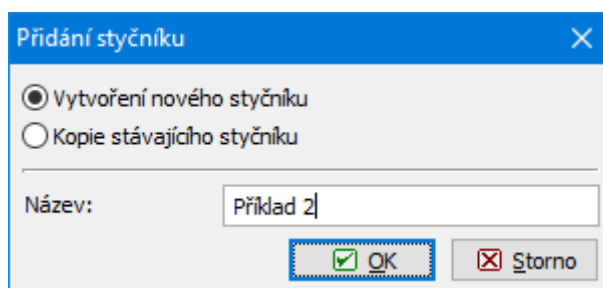 Přidání styčníku
Vytvoření nového styčníku
Kopie stávajícího styčníku
Název: Příklad 2
OK Storno